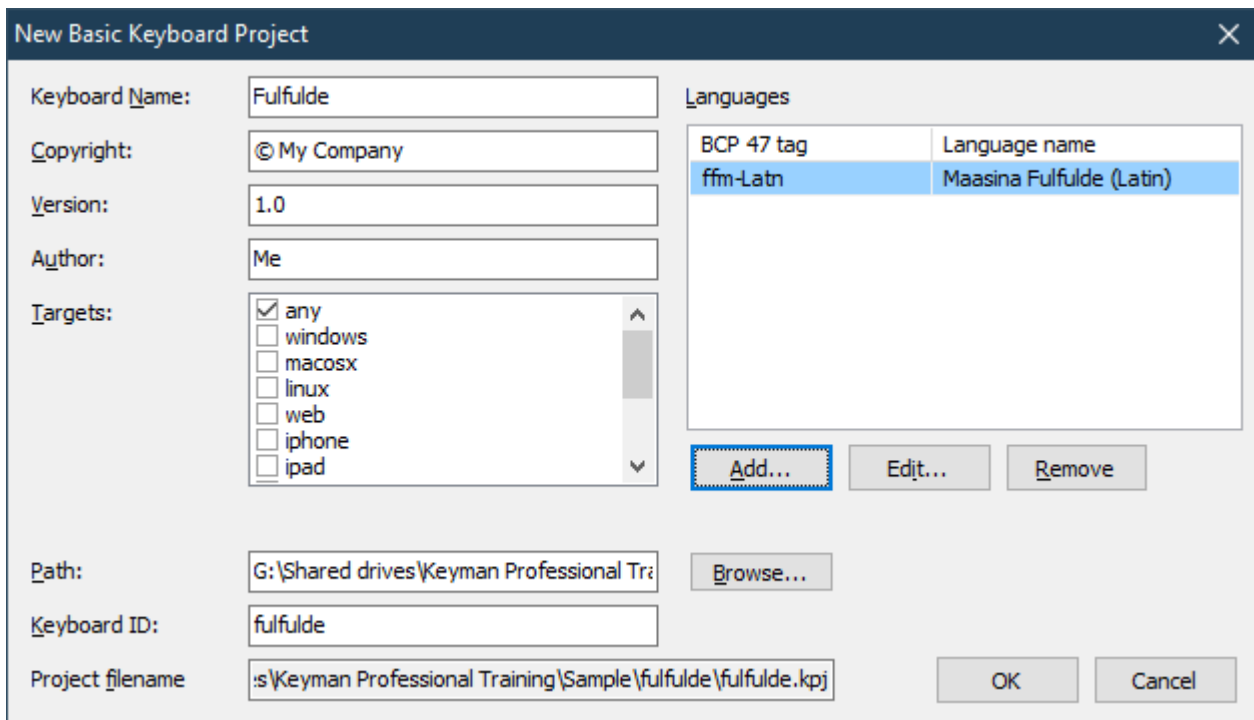 New Basic Keyboard Project
Keyboard Name:
Fulfulde
Copyright:
© My Company
Version:
1.0
Author:
Me
Targets:
any
windows
macosx
linux
web
iphone
ipad
Languages
BCP 47 tag Language name
ffm-Latn Maasina Fulfulde (Latin)
Add... Edit... Remove
Path:
G:\Shared drives\Keyman Professional
Browse...
Keyboard ID:
fulfulde
Project filename
\Keyman Professional Training\Sample\fulfulde\fulfulde.kpj
OK Cancel